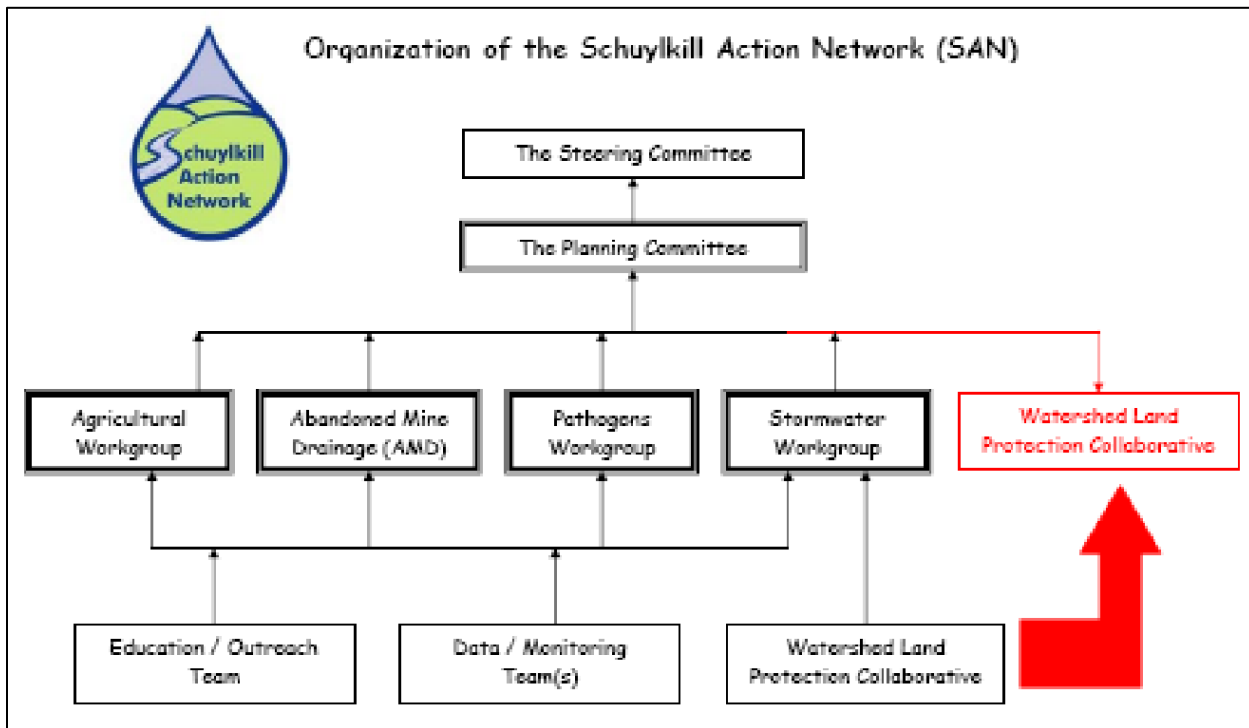 Organization of the Schuylkill Action Network (SAN)
Schuylkill
Action
Network
The Steering Committee
The Planning Committee
Agricultural
Workgroup
Abandoned Mine
Drainage (AMD)
Pathogens
Workgroup
Stormwater
Workgroup
Watershed Land
Protection Collaborative
Education / Outreach
Team
Data / Monitoring
Team(s)
Watershed Land
Protection Collaborative